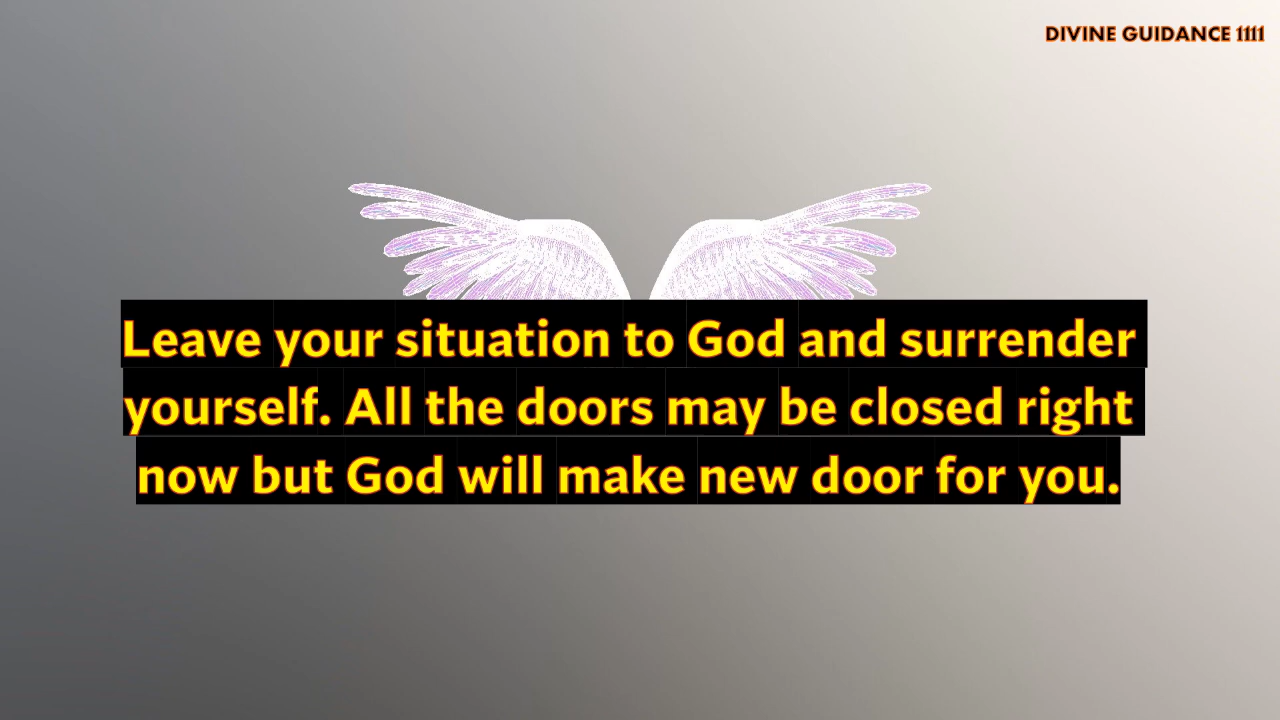 DIVINE GUIDANCE 1111
Leave your situation to God and surrender
yourself. All the doors may be closed right
now but God will make new door for you.